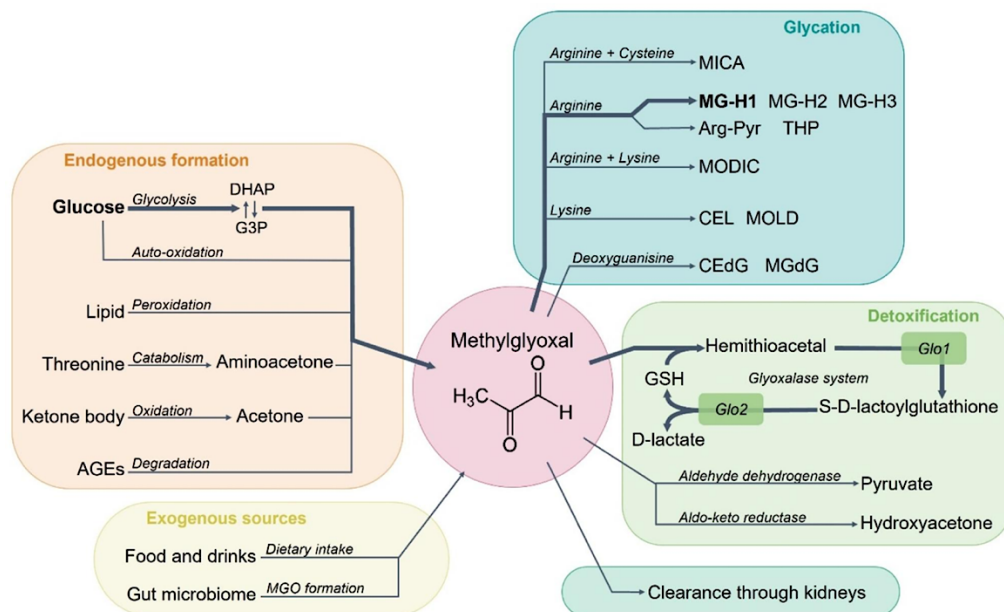 Glycation
Arginine + Cysteine
MICA
Arginine
MG-H1 MG-H2 MG-H3
Arg-Pyr THP
Arginine + Lysine
MODIC
Lysine
CEL MOLD
Deoxyguanisine
CEdG MGdG
Endogenous formation
Glucose
Glycolysis
DHAP
G3P
Auto-oxidation
Lipid
Peroxidation
Threonine
Catabolism
Aminoacetone
Ketone body
Oxidation
Acetone
AGEs
Degradation
Methylglyoxal
O
H3C
H
O
Detoxification
Hemithioacetal
Glo1
GSH
Glyoxalase system
Glo2
S-D-lactoylglutathione
D-lactate
Aldehyde dehydrogenase
Pyruvate
Aldo-keto reductase
Hydroxyacetone
Exogenous sources
Food and drinks
Dietary intake
Gut microbiome
MGO formation
Clearance through kidneys